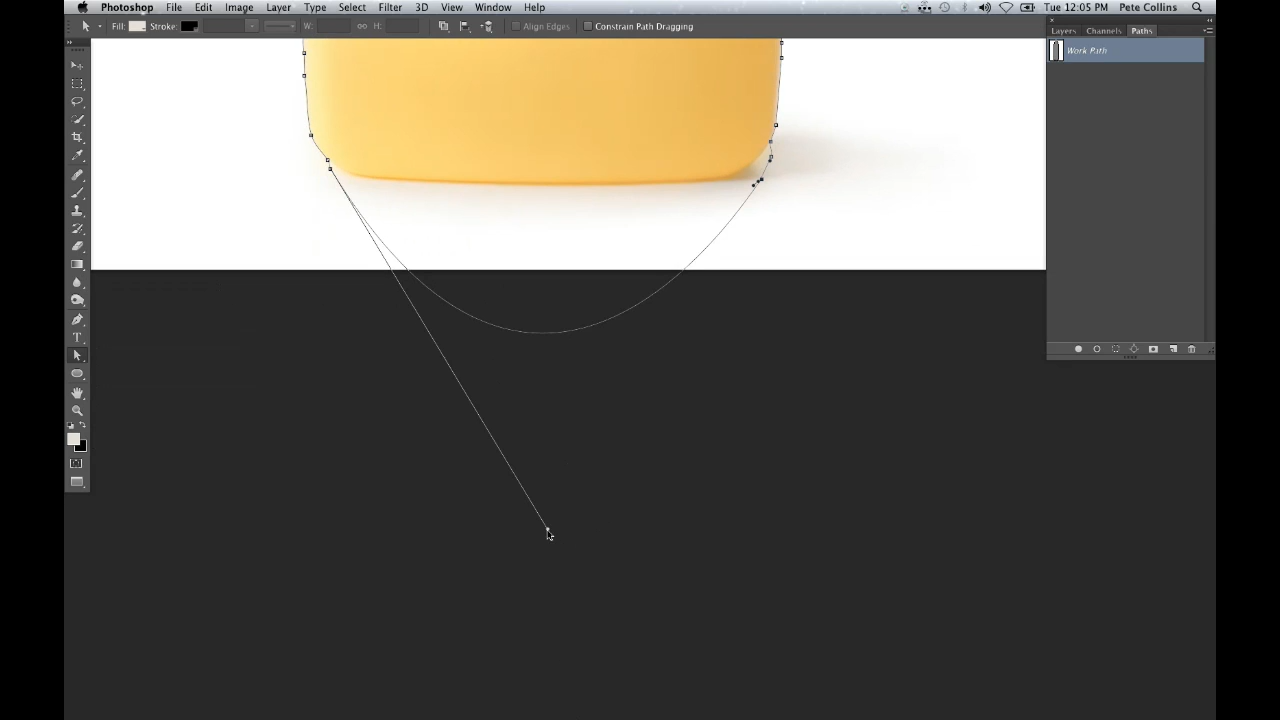 Photoshop File Edit Image Layer Type Select Filter 3D View Window Help Tue 12:05 PM Pete Collins
Fill: Stroke: W: H: Align Edges Constrain Path Dragging
Layers Channels Paths
Work Path
T